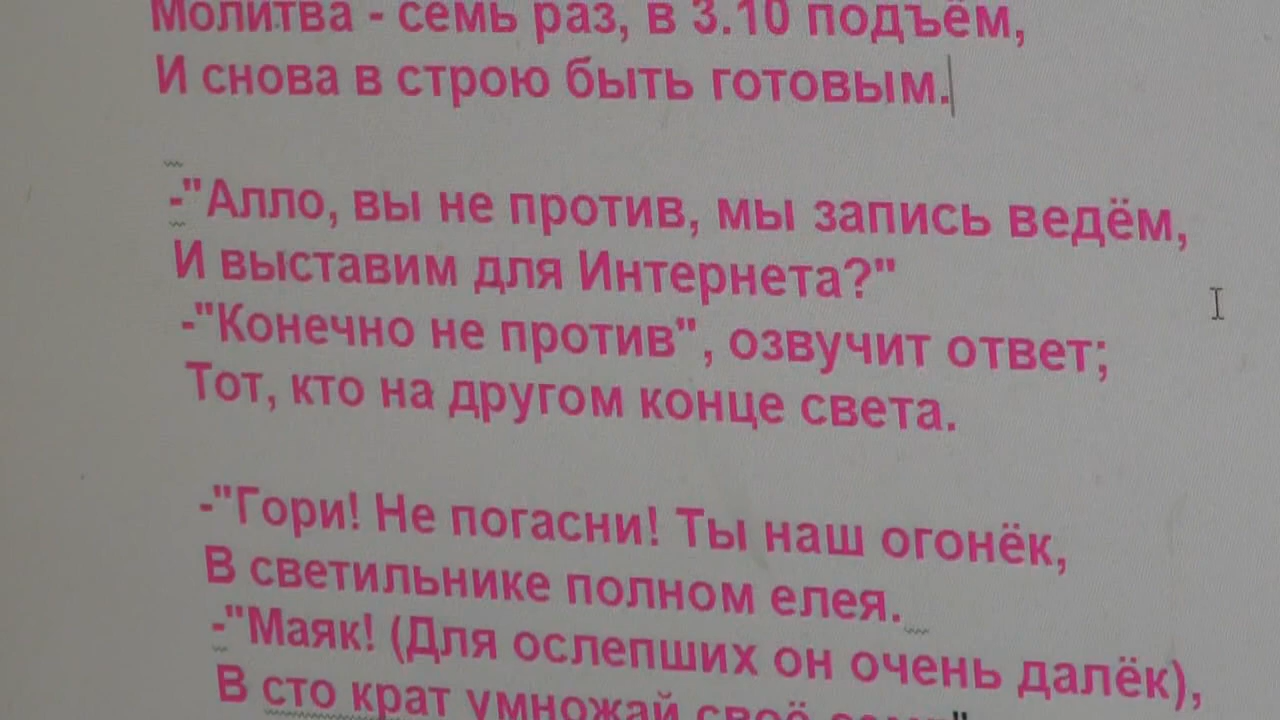 Молитва - семь раз, в 3.10 подъём,
И снова в строю быть готовым.
-"Алло, вы не против, мы запись ведём,
И выставим для Интернета?"
-"Конечно не против", озвучит ответ;
Тот, кто на другом конце света.
-"Гори! Не погасни! Ты наш огонёк,
В светильнике полном елея.
-"Маяк! (Для ослепших он очень далёк),
В сто крат умножай своё